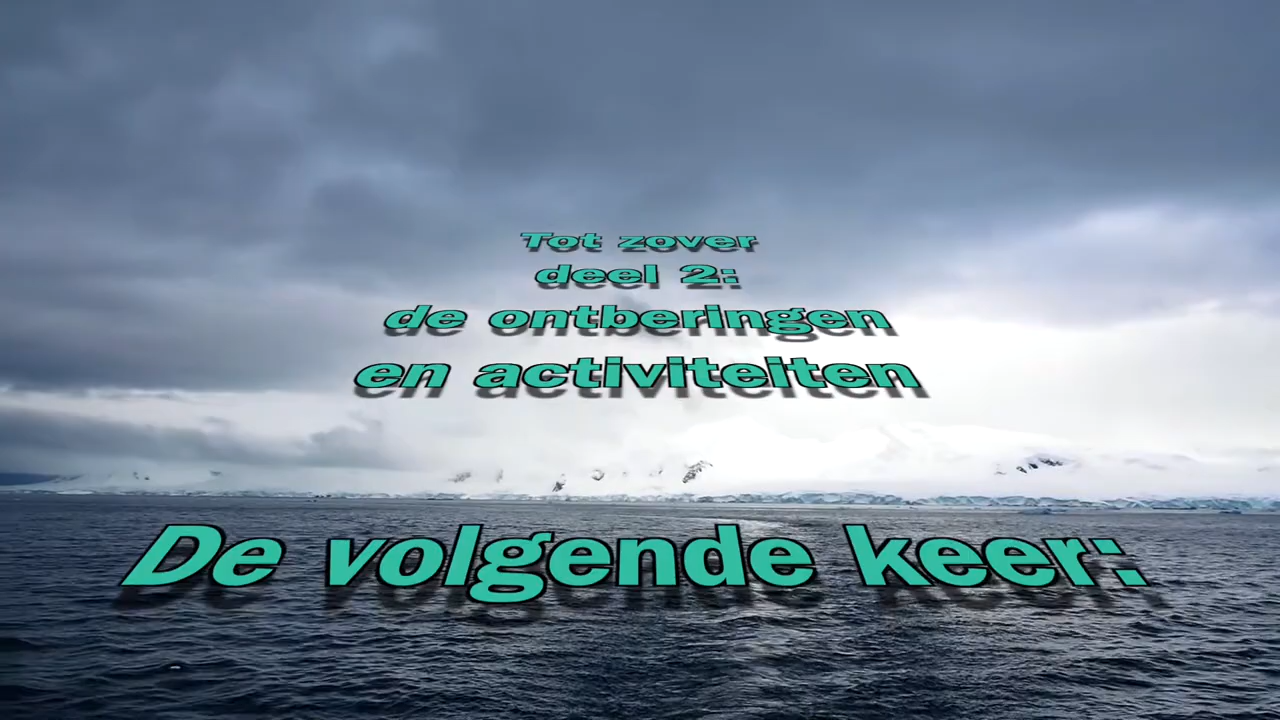 Tot zover
deel 2:
de ontberingen
en activiteiten
De volgende keer: